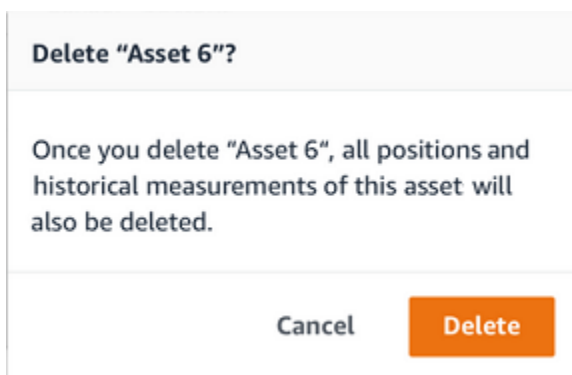 Delete “Asset 6”?
Once you delete “Asset 6“, all positions and
historical measurements of this asset will
also be deleted.
Cancel
Delete